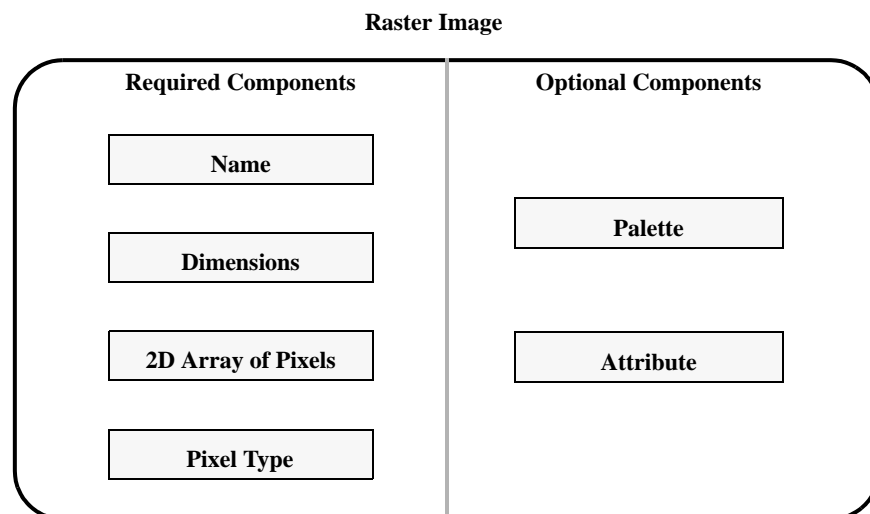 Raster Image
Required Components
Name
Dimensions
2D Array of Pixels
Pixel Type
Optional Components
Palette
Attribute